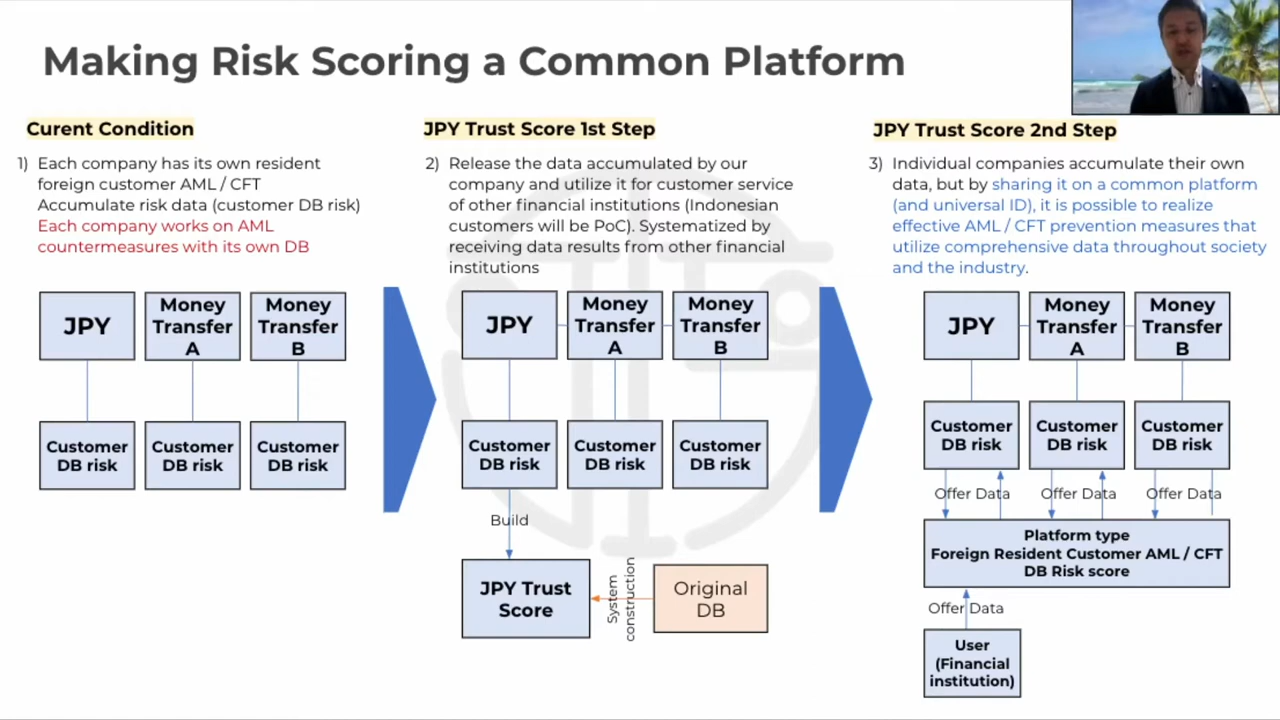 Making Risk Scoring a Common Platform
Curent Condition
1) Each company has its own resident
foreign customer AML / CFT
Accumulate risk data (customer DB risk)
Each company works on AML
countermeasures with its own DB
JPY
Money
Transfer
A
Money
Transfer
B
Customer
DB risk
Customer
DB risk
Customer
DB risk
JPY Trust Score 1st Step
2) Release the data accumulated by our
company and utilize it for customer service
of other financial institutions (Indonesian
customers will be PoC). Systematized by
receiving data results from other financial
institutions
JPY
Money
Transfer
A
Money
Transfer
B
Customer
DB risk
Customer
DB risk
Customer
DB risk
Build
JPY Trust
Score
System
construction
Original
DB
JPY Trust Score 2nd Step
3) Individual companies accumulate their own
data, but by sharing it on a common platform
(and universal ID), it is possible to realize
effective AML / CFT prevention measures that
utilize comprehensive data throughout society
and the industry.
JPY
Money
Transfer
A
Money
Transfer
B
Customer
DB risk
Customer
DB risk
Customer
DB risk
Offer Data
Offer Data
Offer Data
Platform type
Foreign Resident Customer AML / CFT
DB Risk score
Offer Data
User
(Financial
institution)